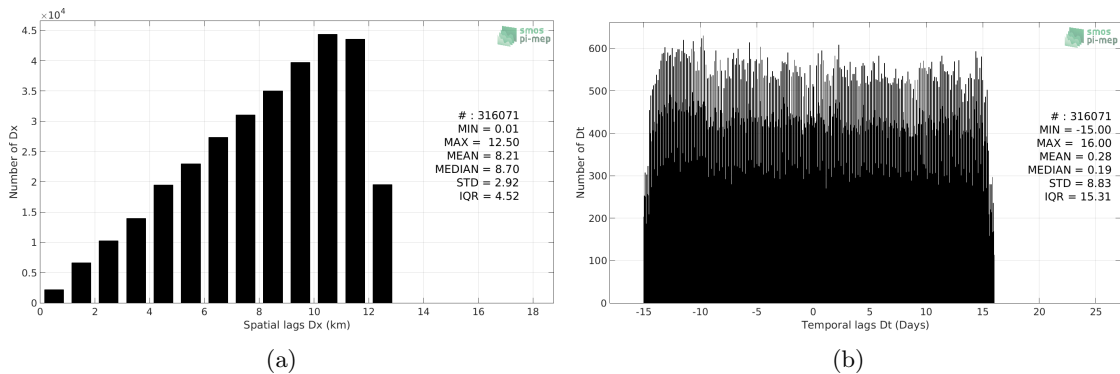 ×10⁴
4.5
4
3.5
3
2.5
2
1.5
1
0.5
0
Number of Dx
0 2 4 6 8 10 12 14 16 18
Spatial lags Dx (km)
smos
pi-mep
# : 316071
MIN = 0.01
MAX = 12.50
MEAN = 8.21
MEDIAN = 8.70
STD = 2.92
IQR = 4.52
(a)
600
500
400
300
200
100
0
Number of Dt
-15 -10 -5 0 5 10 15 20 25
Temporal lags Dt (Days)
smos
pi-mep
# : 316071
MIN = -15.00
MAX = 16.00
MEAN = 0.28
MEDIAN = 0.19
STD = 8.83
IQR = 15.31
(b)